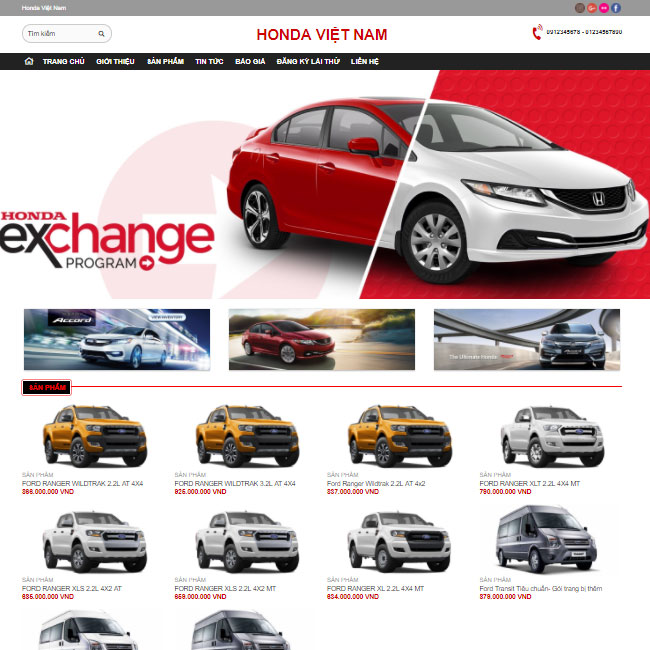 Honda Việt Nam
Tìm kiếm
HONDA VIỆT NAM
0912345678 - 01234567890
TRANG CHỦ GIỚI THIỆU SẢN PHẨM TIN TỨC BÁO GIÁ ĐĂNG KÝ LÁI THỬ LIÊN HỆ
HONDA
exchange
PROGRAM
Accord VIEW INVENTORY
The Ultimate Honda
SẢN PHẨM
SẢN PHẨM SẢN PHẨM SẢN PHẨM SẢN PHẨM
FORD RANGER WILDTRAK 2.2L AT 4X4 FORD RANGER WILDTRAK 3.2L AT 4X4 Ford Ranger Wildtrak 2.2L AT 4x2 FORD RANGER XLT 2.2L 4X4 MT
866.000.000 VND 925.000.000 VND 837.000.000 VND 790.000.000 VND
SẢN PHẨM SẢN PHẨM SẢN PHẨM SẢN PHẨM
FORD RANGER XLS 2.2L 4X2 AT FORD RANGER XLS 2.2L 4X2 MT FORD RANGER XL 2.2L 4X4 MT Ford Transit Tiêu chuẩn- Gói trang bị thêm
685.000.000 VND 659.000.000 VND 634.000.000 VND 879.000.000 VND